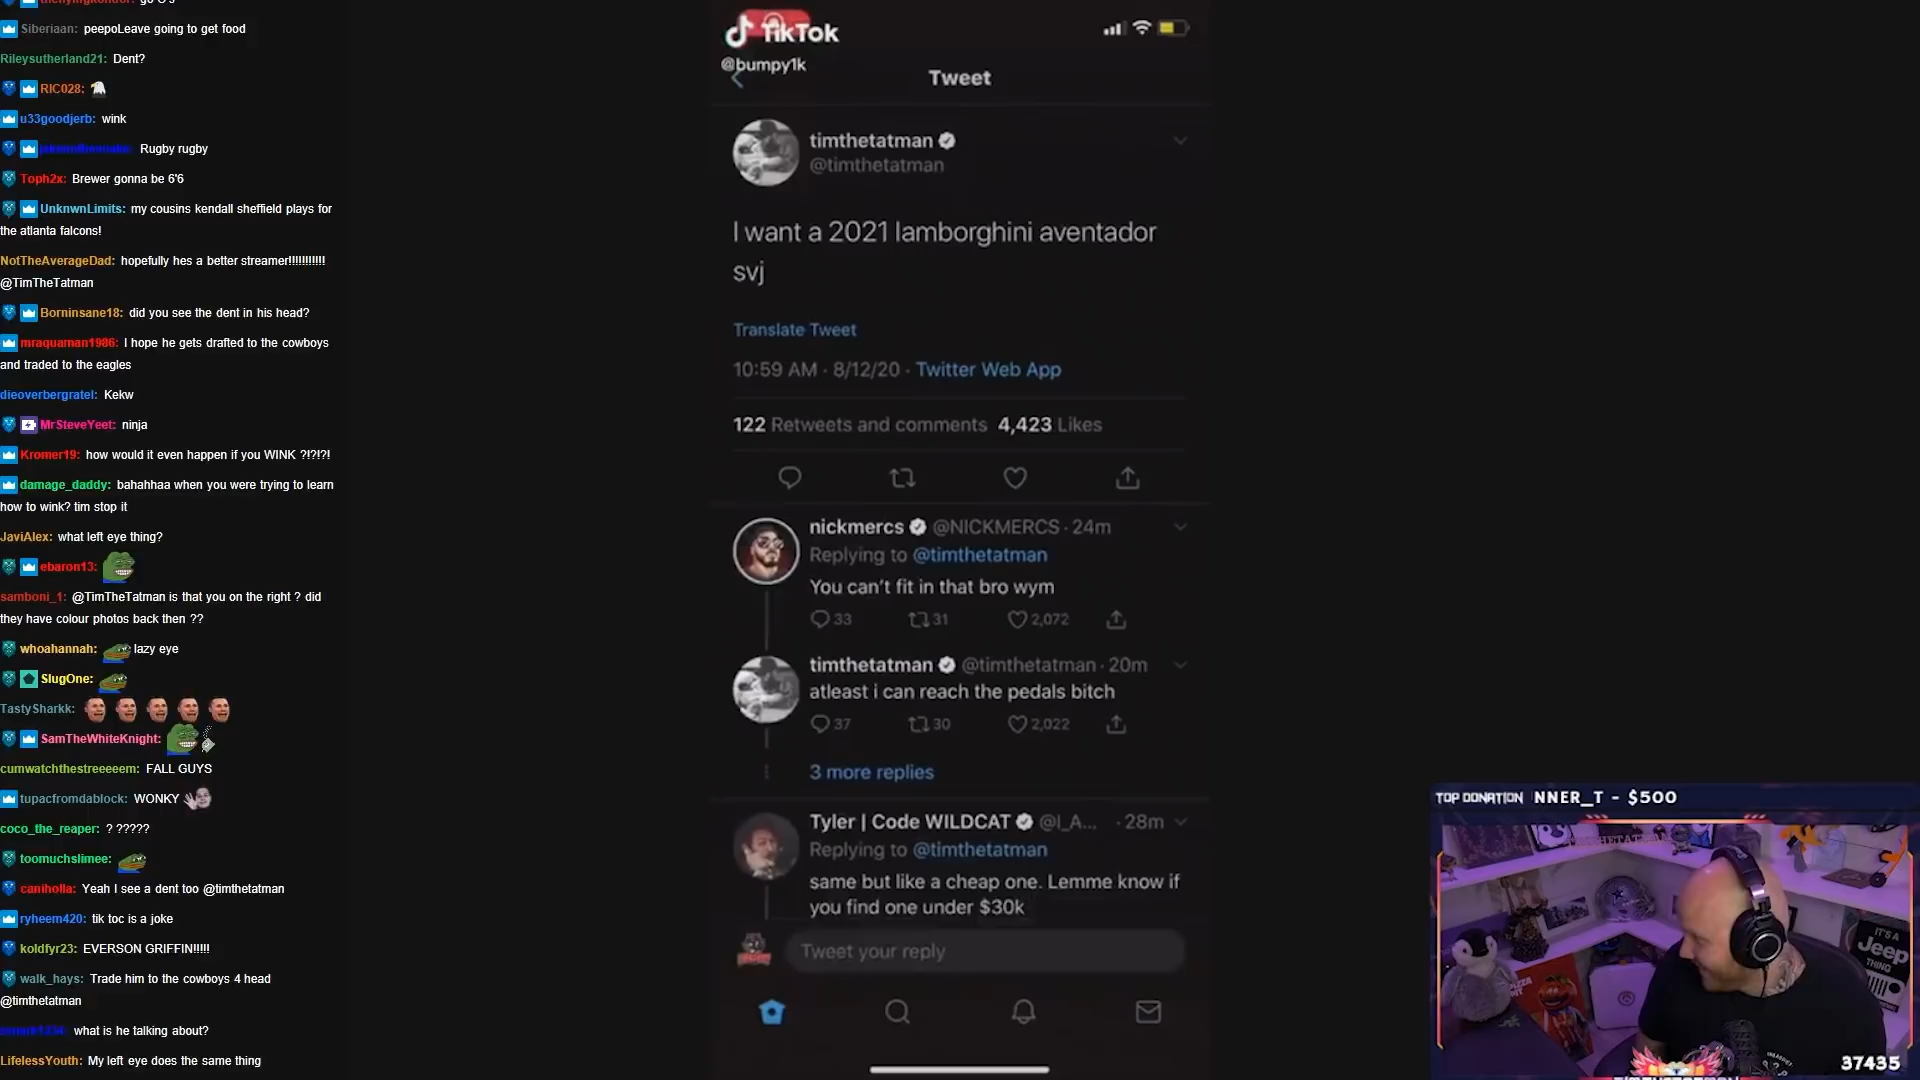 Siberiaan: peepoLeave going to get food
Rileysutherland21: Dent?
RIC028:
u33goodjerb: wink
Rugby rugby
Toph2x: Brewer gonna be 6'6
UnknwnLimits: my cousins kendall sheffield plays for
the atlanta falcons!
NotTheAverageDad: hopefully hes a better streamer!!!!!!!!!!!
@TimTheTatman
Borninsane18: did you see the dent in his head?
mraquaman1986: I hope he gets drafted to the cowboys
and traded to the eagles
dieoverbergratel: Kekw
MrSteveYeet: ninja
Kromer19: how would it even happen if you WINK ?!?!?!
damage_daddy: bahahhaa when you were trying to learn
how to wink? tim stop it
JaviAlex: what left eye thing?
ebaron13:
samboni_1: @TimTheTatman is that you on the right ? did
they have colour photos back then ??
whoahannah: lazy eye
SlugOne:
TastySharkk:
SamTheWhiteKnight:
cumwatchthestreeeeem: FALL GUYS
tupacfromdablock: WONKY
coco_the_reaper: ? ?????
toomuchslimee:
caniholla: Yeah I see a dent too @timthetatman
ryheem420: tik toc is a joke
koldfyr23: EVERSON GRIFFIN!!!!!
walk_hays: Trade him to the cowboys 4 head
@timthetatman
what is he talking about?
LifelessYouth: My left eye does the same thing
TikTok
@bumpy1k
Tweet
timthetatman
@timthetatman
I want a 2021 lamborghini aventador
svj
Translate Tweet
10:59 AM · 8/12/20 · Twitter Web App
122 Retweets and comments 4,423 Likes
nickmercs @NICKMERCS · 24m
Replying to @timthetatman
You can't fit in that bro wym
33 31 2,072
timthetatman @timthetatman · 20m
atleast i can reach the pedals bitch
37 30 2,022
3 more replies
Tyler | Code WILDCAT @I_A... · 28m
Replying to @timthetatman
same but like a cheap one. Lemme know if
you find one under $30k
Tweet your reply
TOP DONATION NNER_T - $500
IT'S A
Jeep
THING
37435